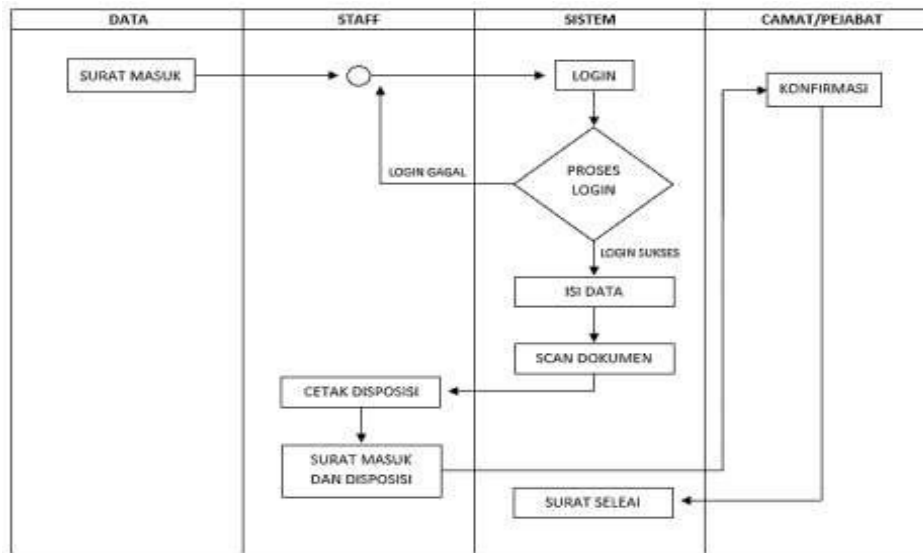 DATA
STAFF
SISTEM
CAMAT/PEJABAT
SURAT MASUK
LOGIN
KONFIRMASI
LOGIN GAGAL
PROSES
LOGIN
LOGIN SUKSES
ISI DATA
SCAN DOKUMEN
CETAK DISPOSISI
SURAT MASUK
DAN DISPOSISI
SURAT SELEAI